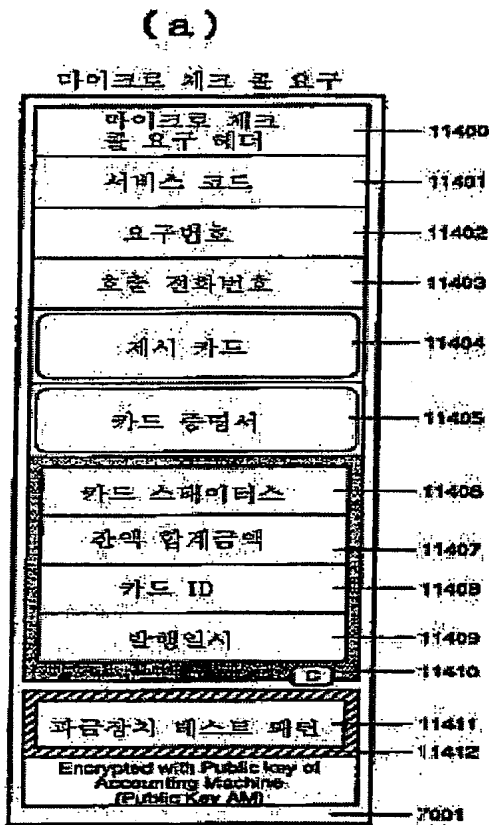 (a)
마이크로 체크 콜 요구
마이크로 체크
콜 요구 헤더
11400
서비스 코드
11401
요구번호
11402
호출 전화번호
11403
제시 카드
11404
카드 증명서
11405
카드 스테이터스
11406
잔액 합계금액
11407
카드 ID
11408
발행일시
11409
C
11410
과금장치 테스트 패턴
11411
11412
Encrypted with Public key of
Accounting Machine
(Public Key AM)
7001